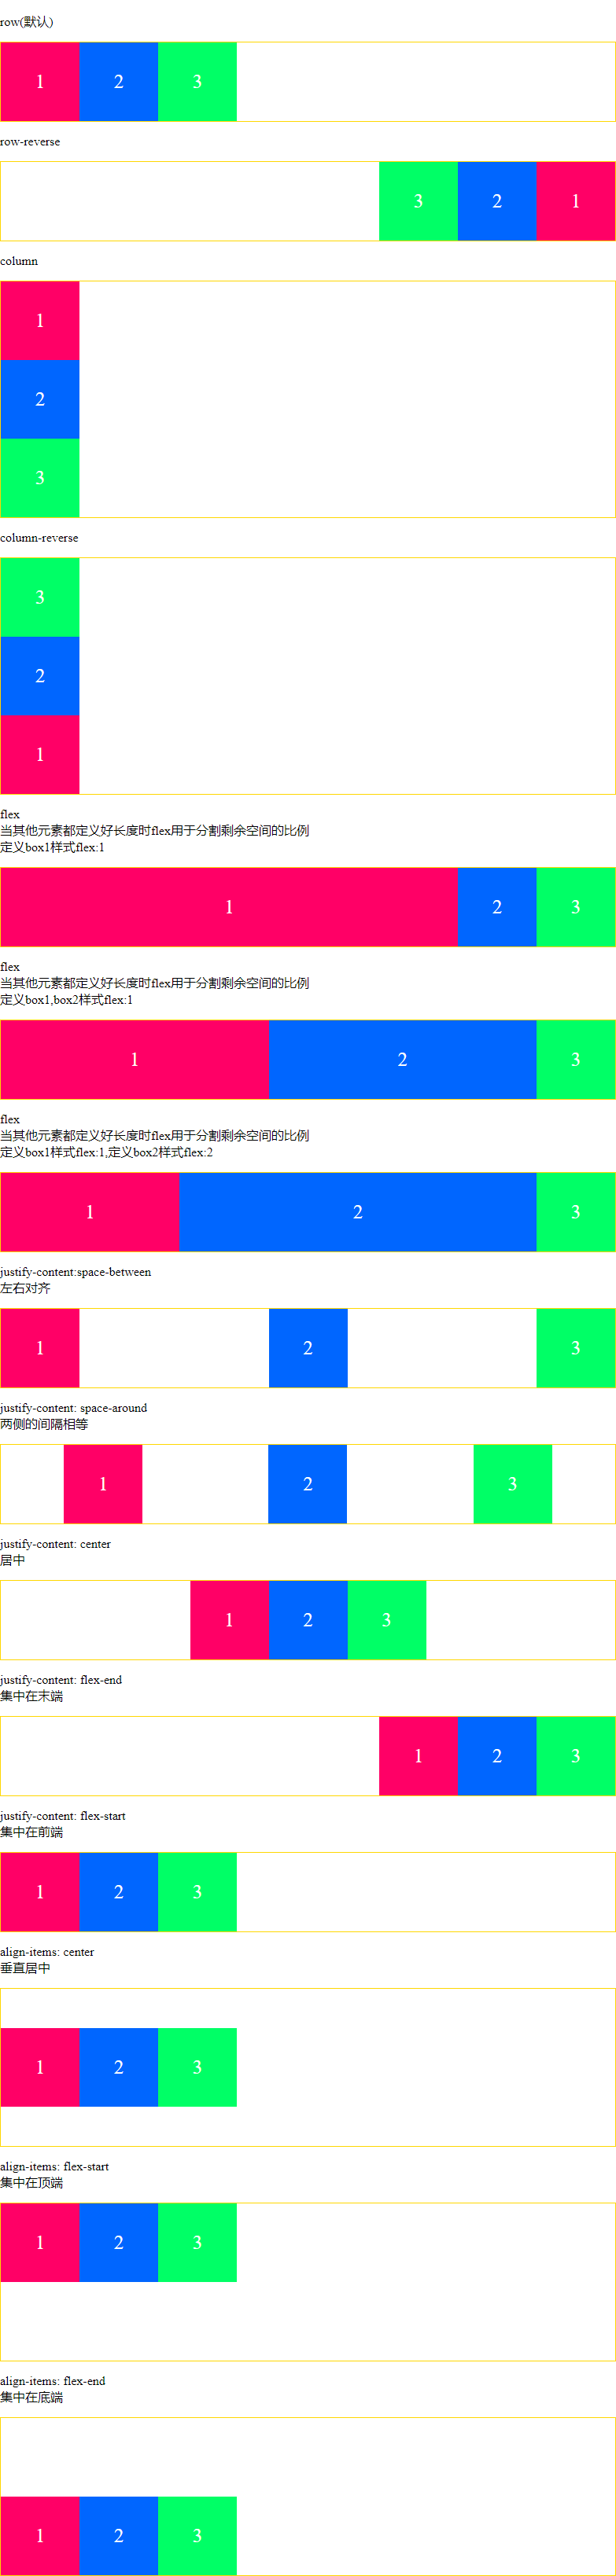 row(默认)
1 2 3
row-reverse
3 2 1
column
1
2
3
column-reverse
3
2
1
flex
当其他元素都定义好长度时flex用于分割剩余空间的比例
定义box1样式flex:1
1 2 3
flex
当其他元素都定义好长度时flex用于分割剩余空间的比例
定义box1,box2样式flex:1
1 2 3
flex
当其他元素都定义好长度时flex用于分割剩余空间的比例
定义box1样式flex:1,定义box2样式flex:2
1 2 3
justify-content:space-between
左右对齐
1 2 3
justify-content: space-around
两侧的间隔相等
1 2 3
justify-content: center
居中
1 2 3
justify-content: flex-end
集中在末端
1 2 3
justify-content: flex-start
集中在前端
1 2 3
align-items: center
垂直居中
1 2 3
align-items: flex-start
集中在顶端
1 2 3
align-items: flex-end
集中在底端
1 2 3